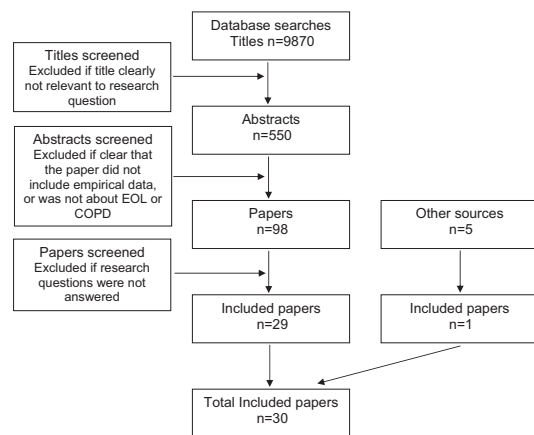 Database searches
Titles n=9870
Titles screened
Excluded if title clearly
not relevant to research
question
Abstracts
n=550
Abstracts screened
Excluded if clear that
the paper did not
include empirical data,
or was not about EOL or
COPD
Papers
n=98
Other sources
n=5
Papers screened
Excluded if research
questions were not
answered
Included papers
n=29
Included papers
n=1
Total Included papers
n=30